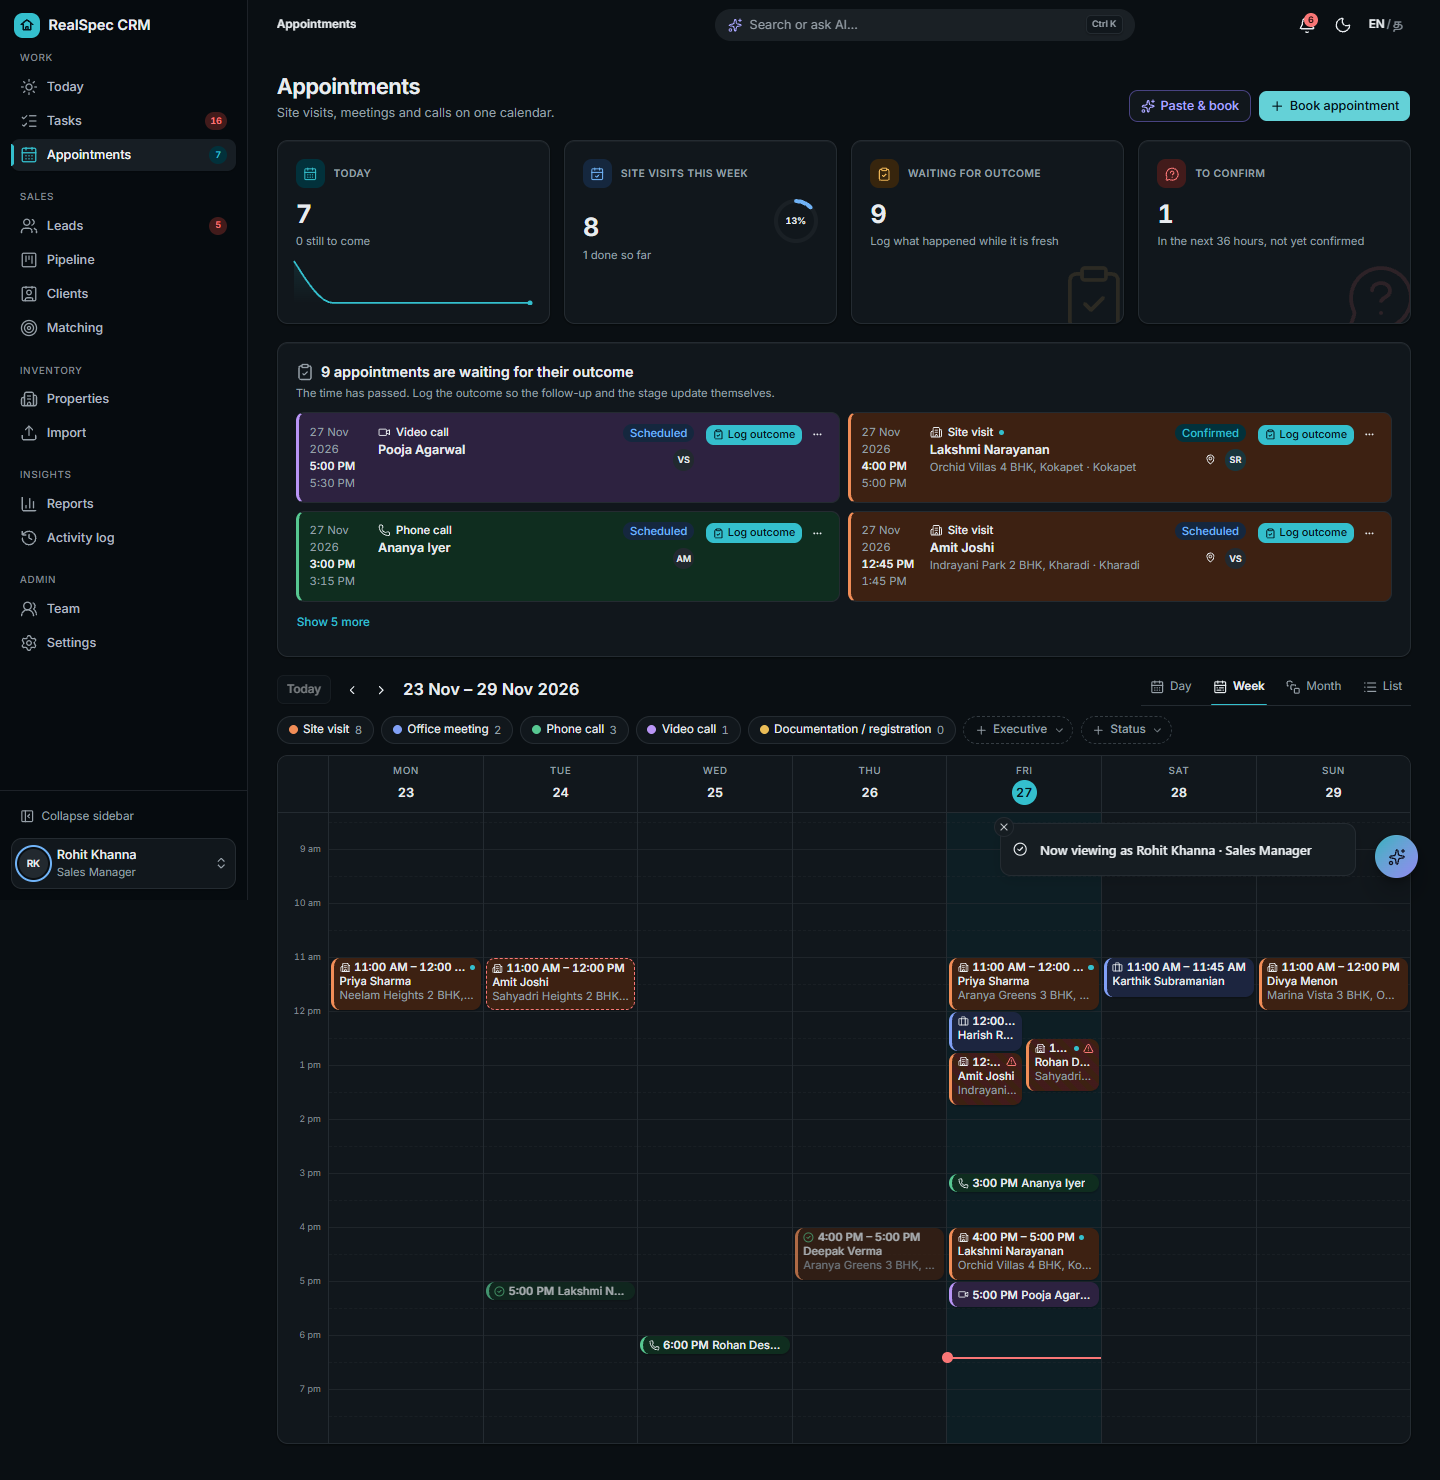 RealSpec CRM
Appointments
Search or ask AI...
Ctrl K
6
EN / த
WORK
Today
Tasks
16
Appointments
7
SALES
Leads
5
Pipeline
Clients
Matching
INVENTORY
Properties
Import
INSIGHTS
Reports
Activity log
ADMIN
Team
Settings
Collapse sidebar
RK
Rohit Khanna
Sales Manager
Appointments
Site visits, meetings and calls on one calendar.
Paste & book
Book appointment
TODAY
7
0 still to come
SITE VISITS THIS WEEK
8
1 done so far
13%
WAITING FOR OUTCOME
9
Log what happened while it is fresh
TO CONFIRM
1
In the next 36 hours, not yet confirmed
9 appointments are waiting for their outcome
The time has passed. Log the outcome so the follow-up and the stage update themselves.
27 Nov
2026
5:00 PM
5:30 PM
Video call
Pooja Agarwal
Scheduled
VS
Log outcome
27 Nov
2026
4:00 PM
5:00 PM
Site visit
Lakshmi Narayanan
Orchid Villas 4 BHK, Kokapet · Kokapet
Confirmed
SR
Log outcome
27 Nov
2026
3:00 PM
3:15 PM
Phone call
Ananya Iyer
Scheduled
AM
Log outcome
27 Nov
2026
12:45 PM
1:45 PM
Site visit
Amit Joshi
Indrayani Park 2 BHK, Kharadi · Kharadi
Scheduled
VS
Log outcome
Show 5 more
Today
23 Nov – 29 Nov 2026
Day
Week
Month
List
Site visit 8
Office meeting 2
Phone call 3
Video call 1
Documentation / registration 0
Executive
Status
MON
23
TUE
24
WED
25
THU
26
FRI
27
SAT
28
SUN
29
Now viewing as Rohit Khanna · Sales Manager
9 am
10 am
11 am
12 pm
1 pm
2 pm
3 pm
4 pm
5 pm
6 pm
7 pm
11:00 AM – 12:00 ...
Priya Sharma
Neelam Heights 2 BHK,...
11:00 AM – 12:00 PM
Amit Joshi
Sahyadri Heights 2 BHK...
5:00 PM Lakshmi N...
6:00 PM Rohan Des...
4:00 PM – 5:00 PM
Deepak Verma
Aranya Greens 3 BHK, ...
11:00 AM – 12:00 ...
Priya Sharma
Aranya Greens 3 BHK, ...
12:00...
Harish R...
12:...
Amit Joshi
Indrayani...
1...
Rohan D...
Sahyadri...
3:00 PM Ananya Iyer
4:00 PM – 5:00 PM
Lakshmi Narayanan
Orchid Villas 4 BHK, Ko...
5:00 PM Pooja Agar...
11:00 AM – 11:45 AM
Karthik Subramanian
11:00 AM – 12:00 PM
Divya Menon
Marina Vista 3 BHK, O...